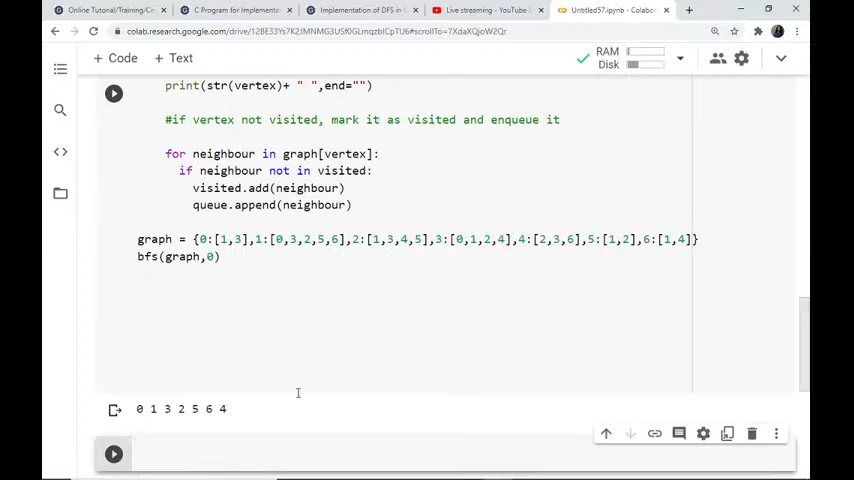 Online Tutorial/Training/Ce
C Program for Implementat
Implementation of DFS in C
Live streaming - YouTube
Untitled57.ipynb - Colabor
colab.research.google.com/drive/12BE33Ys7KEM3JMNMG3USf0GLmqzbICpTU6#scrollTo=7XdaXQjoW2Qr
+ Code + Text
RAM
Disk
print(str(vertex)+ " ",end="")
#if vertex not visited, mark it as visited and enqueue it
for neighbour in graph[vertex]:
if neighbour not in visited:
visited.add(neighbour)
queue.append(neighbour)
graph = {0:[1,3],1:[0,3,2,5,6],2:[1,3,4,5],3:[0,1,2,4],4:[2,3,6],5:[1,2],6:[1,4]}
bfs(graph,0)
0 1 3 2 5 6 4